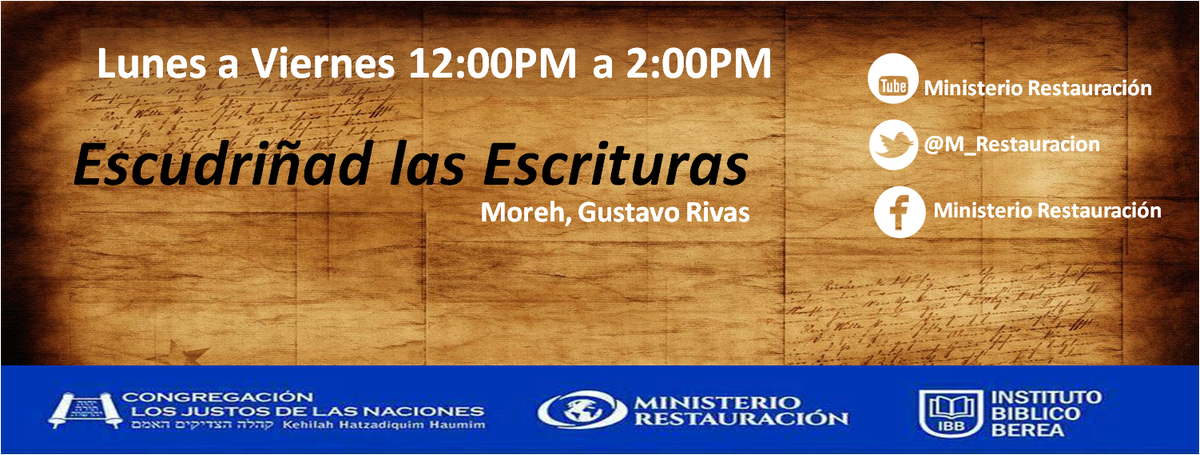 Lunes a Viernes 12:00PM a 2:00PM
Escudriñad las Escrituras
Moreh, Gustavo Rivas
Tube Ministerio Restauración
@M_Restauracion
f Ministerio Restauración
CONGREGACIÓN
LOS JUSTOS DE LAS NACIONES
קהלה הצדיקים האמם Kehilah Hatzadiquim Haumim
MINISTERIO
RESTAURACIÓN
IBB
INSTITUTO
BIBLICO
BEREA